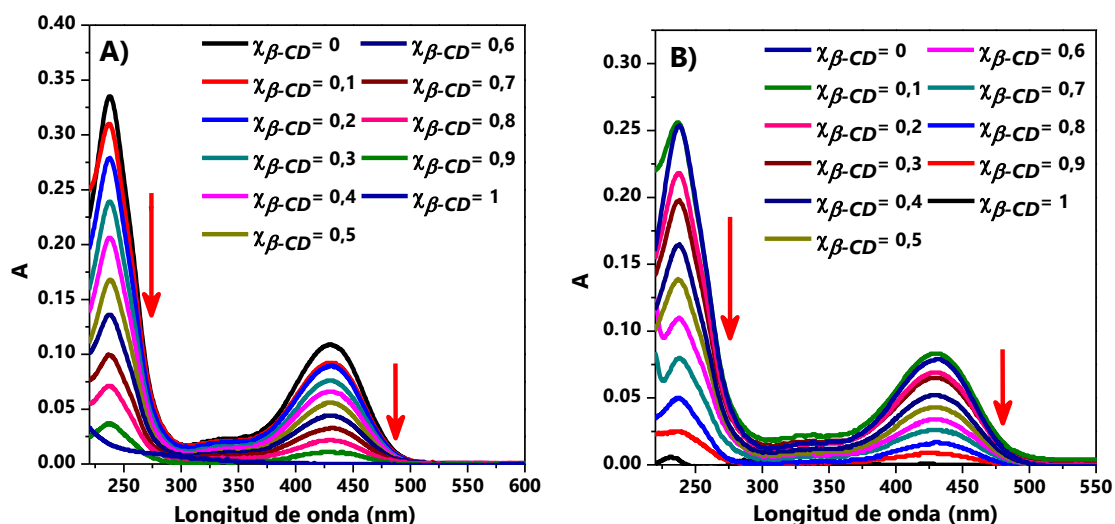 A)
χβ-CD= 0
χβ-CD= 0,1
χβ-CD= 0,2
χβ-CD= 0,3
χβ-CD= 0,4
χβ-CD= 0,5
χβ-CD= 0,6
χβ-CD= 0,7
χβ-CD= 0,8
χβ-CD= 0,9
χβ-CD= 1
0.40
0.35
0.30
0.25
0.20
0.15
0.10
0.05
0.00
A
250 300 350 400 450 500 550 600
Longitud de onda (nm)
B)
χβ-CD= 0
χβ-CD= 0,1
χβ-CD= 0,2
χβ-CD= 0,3
χβ-CD= 0,4
χβ-CD= 0,5
χβ-CD= 0,6
χβ-CD= 0,7
χβ-CD= 0,8
χβ-CD= 0,9
χβ-CD= 1
0.30
0.25
0.20
0.15
0.10
0.05
0.00
A
250 300 350 400 450 500 550
Longitud de onda (nm)